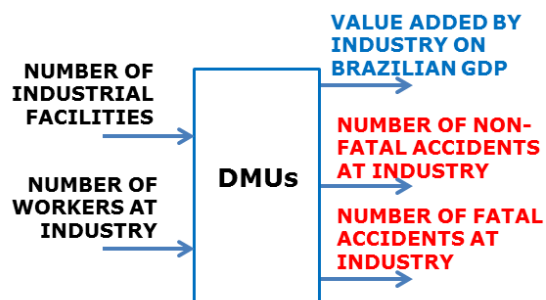 NUMBER OF
INDUSTRIAL
FACILITIES
NUMBER OF
WORKERS AT
INDUSTRY
DMUs
VALUE ADDED BY
INDUSTRY ON
BRAZILIAN GDP
NUMBER OF NON-
FATAL ACCIDENTS
AT INDUSTRY
NUMBER OF FATAL
ACCIDENTS AT
INDUSTRY